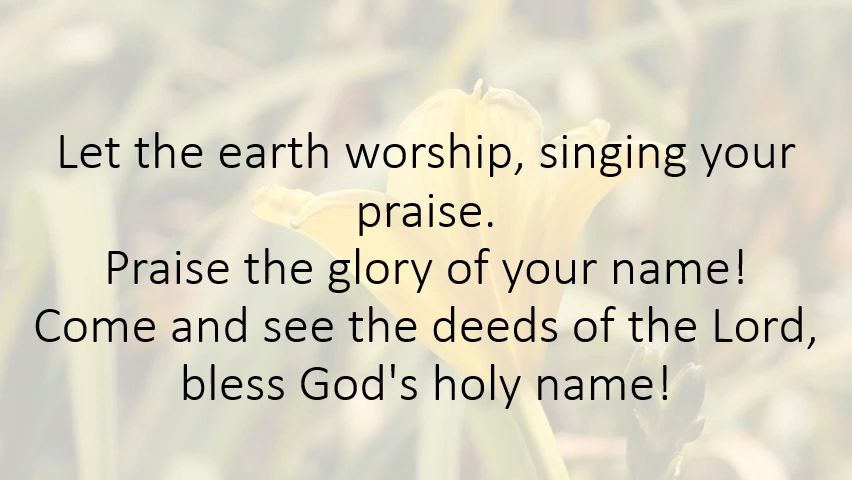 Let the earth worship, singing your
praise.
Praise the glory of your name!
Come and see the deeds of the Lord,
bless God's holy name!